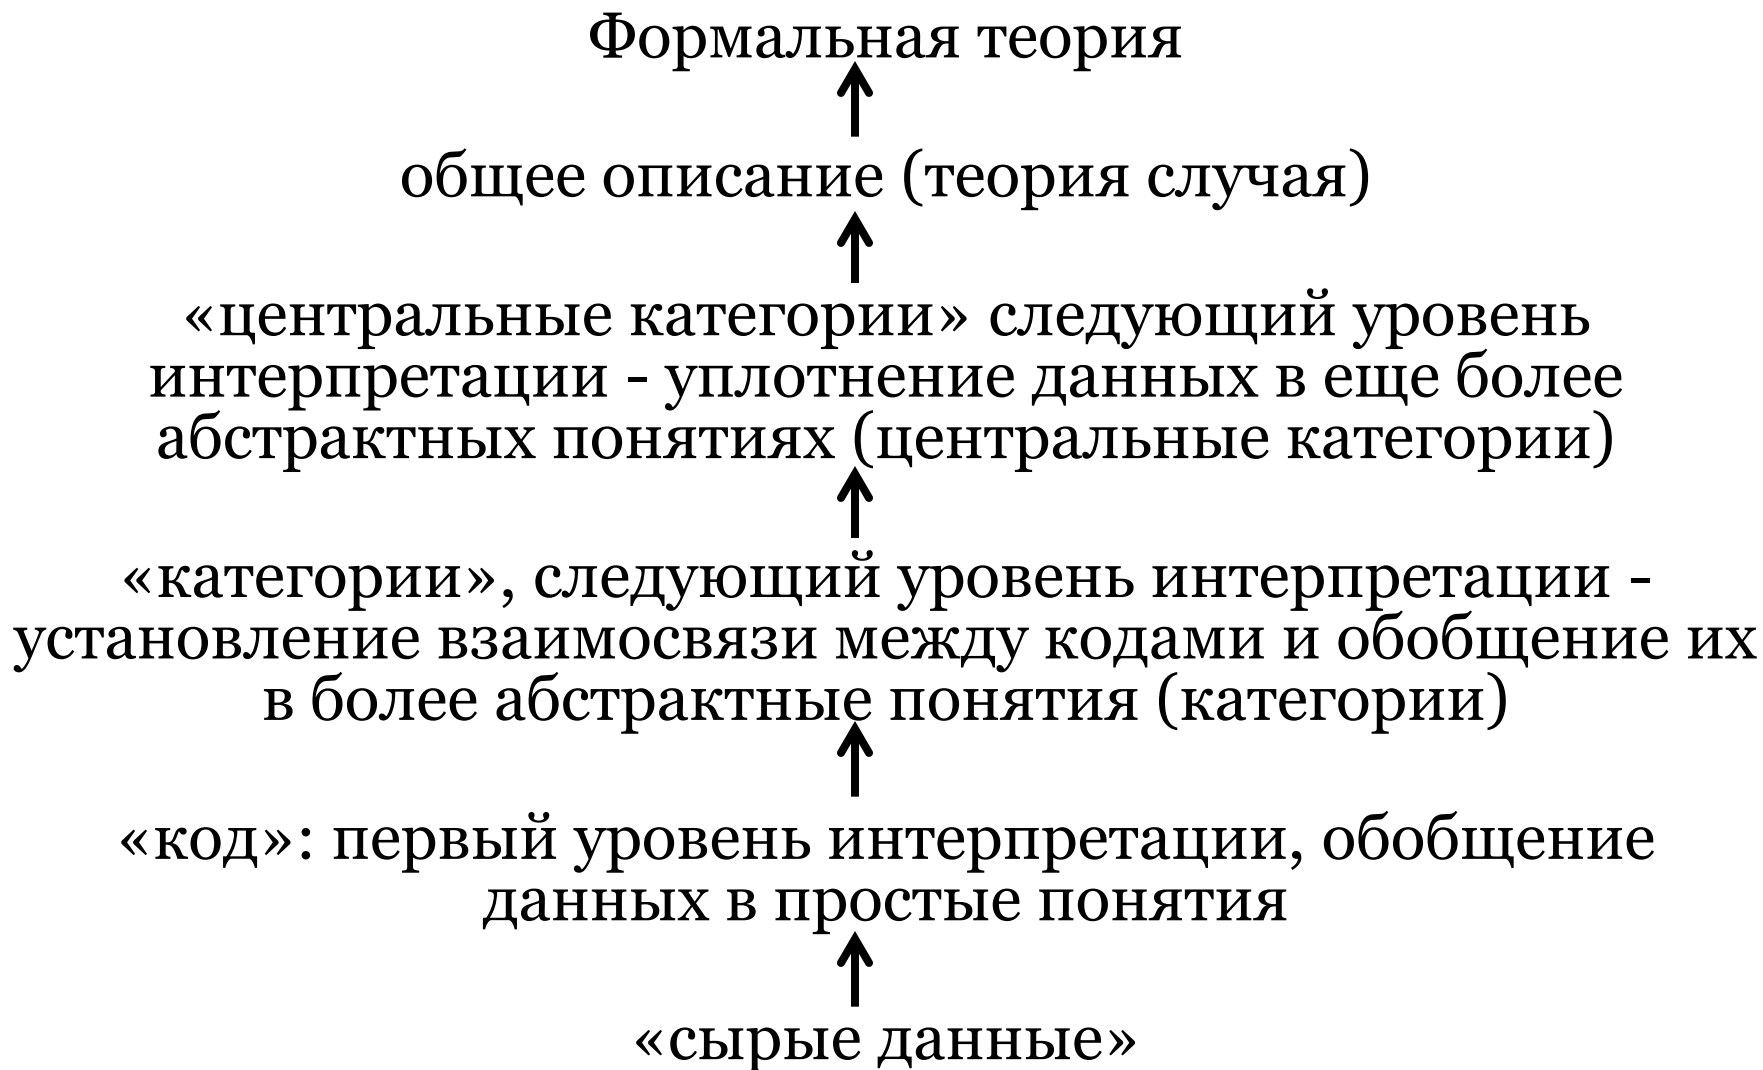 Формальная теория
общее описание (теория случая)
«центральные категории» следующий уровень
интерпретации - уплотнение данных в еще более
абстрактных понятиях (центральные категории)
«категории», следующий уровень интерпретации -
установление взаимосвязи между кодами и обобщение их
в более абстрактные понятия (категории)
«код»: первый уровень интерпретации, обобщение
данных в простые понятия
«сырые данные»